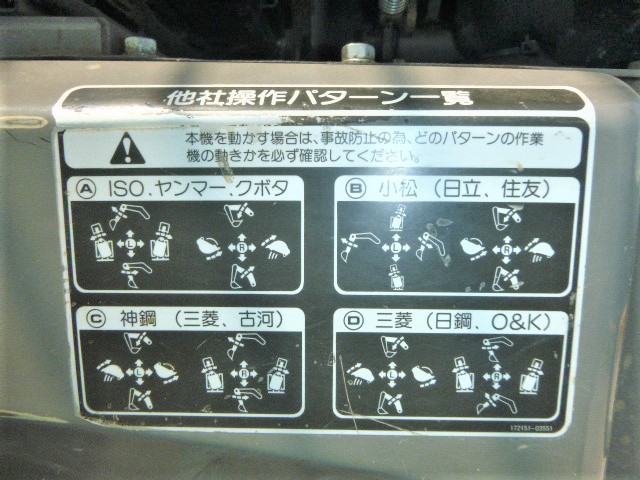 他社操作パターン一覧
本機を動かす場合は、事故防止の為、どのパターンの作業
機の動きかを必ず確認してください。
Ⓐ ISO.ヤンマー.クボタ
L R
Ⓑ 小松 (日立、住友)
L R
Ⓒ 神鋼 (三菱、古河)
L R
Ⓓ 三菱 (日鋼、O&K)
L R
172151-03551